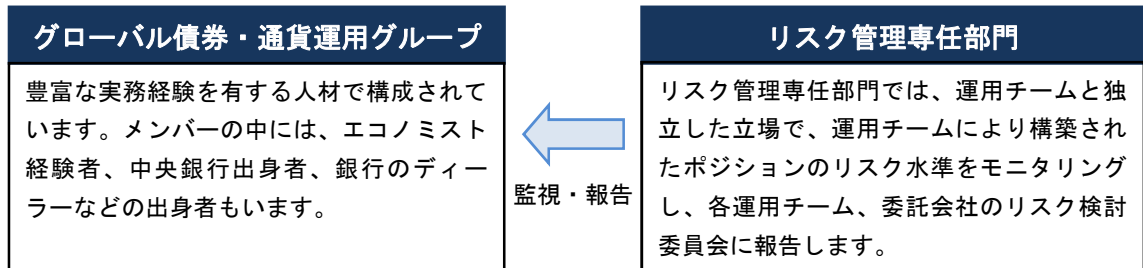 グローバル債券・通貨運用グループ
豊富な実務経験を有する人材で構成されて
います。メンバーの中には、エコノミスト
経験者、中央銀行出身者、銀行のディー
ラーなどの出身者もいます。
監視・報告
リスク管理専任部門
リスク管理専任部門では、運用チームと独
立した立場で、運用チームにより構築され
たポジションのリスク水準をモニタリング
し、各運用チーム、委託会社のリスク検討
委員会に報告します。